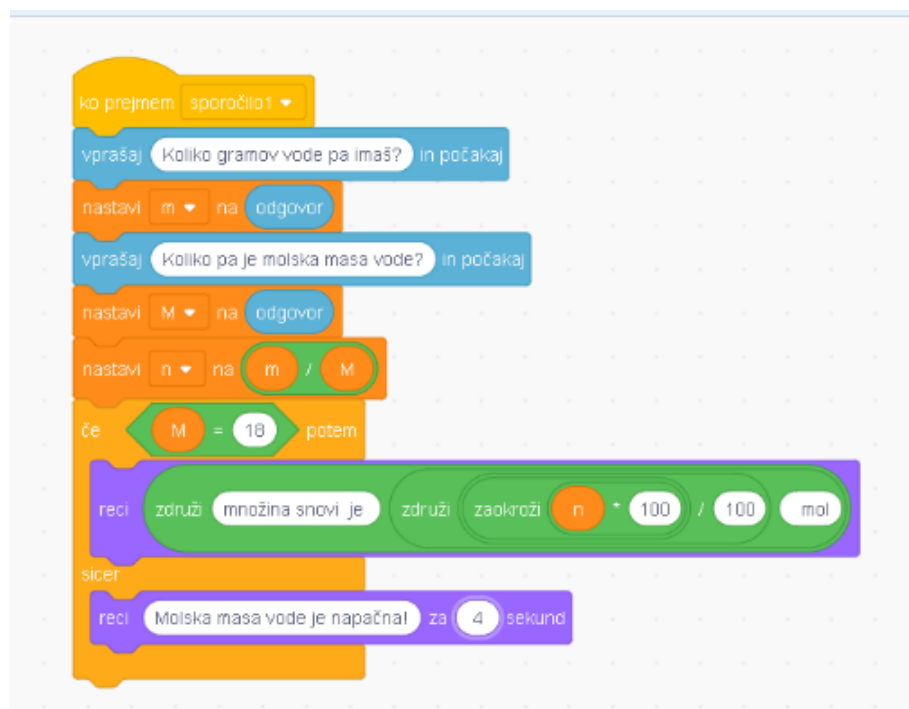 ko prejmem sporočilo1
vprašaj Koliko gramov vode pa imaš? in počakaj
nastavi m na odgovor
vprašaj Koliko pa je molska masa vode? in počakaj
nastavi M na odgovor
nastavi n na m / M
če M = 18 potem
reci združi množina snovi je združi zaokroži n * 100 / 100 mol
sicer
reci Molska masa vode je napačna! za 4 sekund